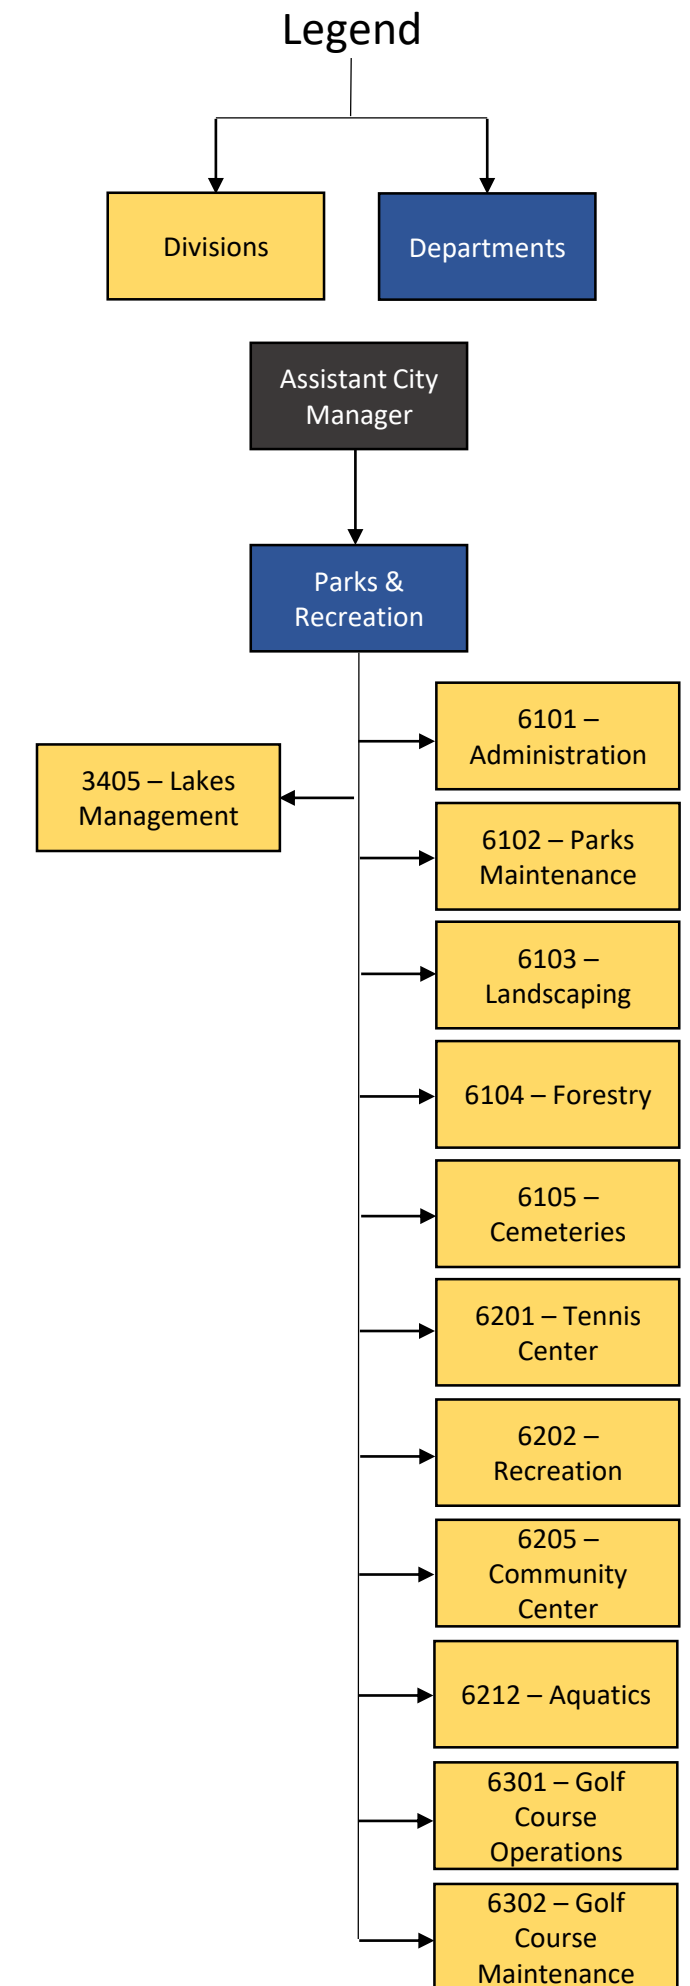 Legend
Divisions
Departments
Assistant City
Manager
Parks &
Recreation
6101 –
Administration
3405 – Lakes
Management
6102 – Parks
Maintenance
6103 –
Landscaping
6104 – Forestry
6105 –
Cemeteries
6201 – Tennis
Center
6202 –
Recreation
6205 –
Community
Center
6212 – Aquatics
6301 – Golf
Course
Operations
6302 – Golf
Course
Maintenance